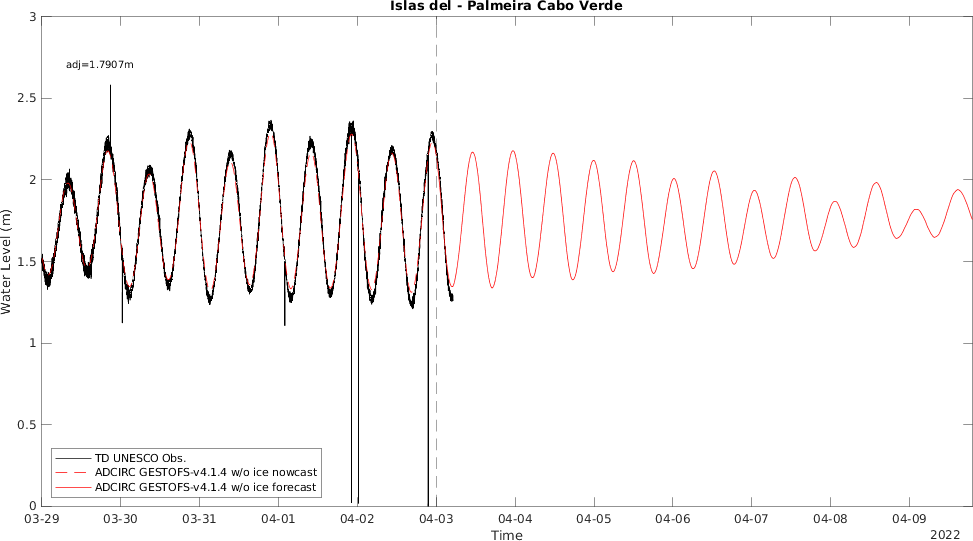 Islas del - Palmeira Cabo Verde
adj=1.7907m
3
2.5
2
1.5
1
0.5
0
Water Level (m)
TD UNESCO Obs.
ADCIRC GESTOFS-v4.1.4 w/o ice nowcast
ADCIRC GESTOFS-v4.1.4 w/o ice forecast
03-29 03-30 03-31 04-01 04-02 04-03 04-04 04-05 04-06 04-07 04-08 04-09
Time
2022